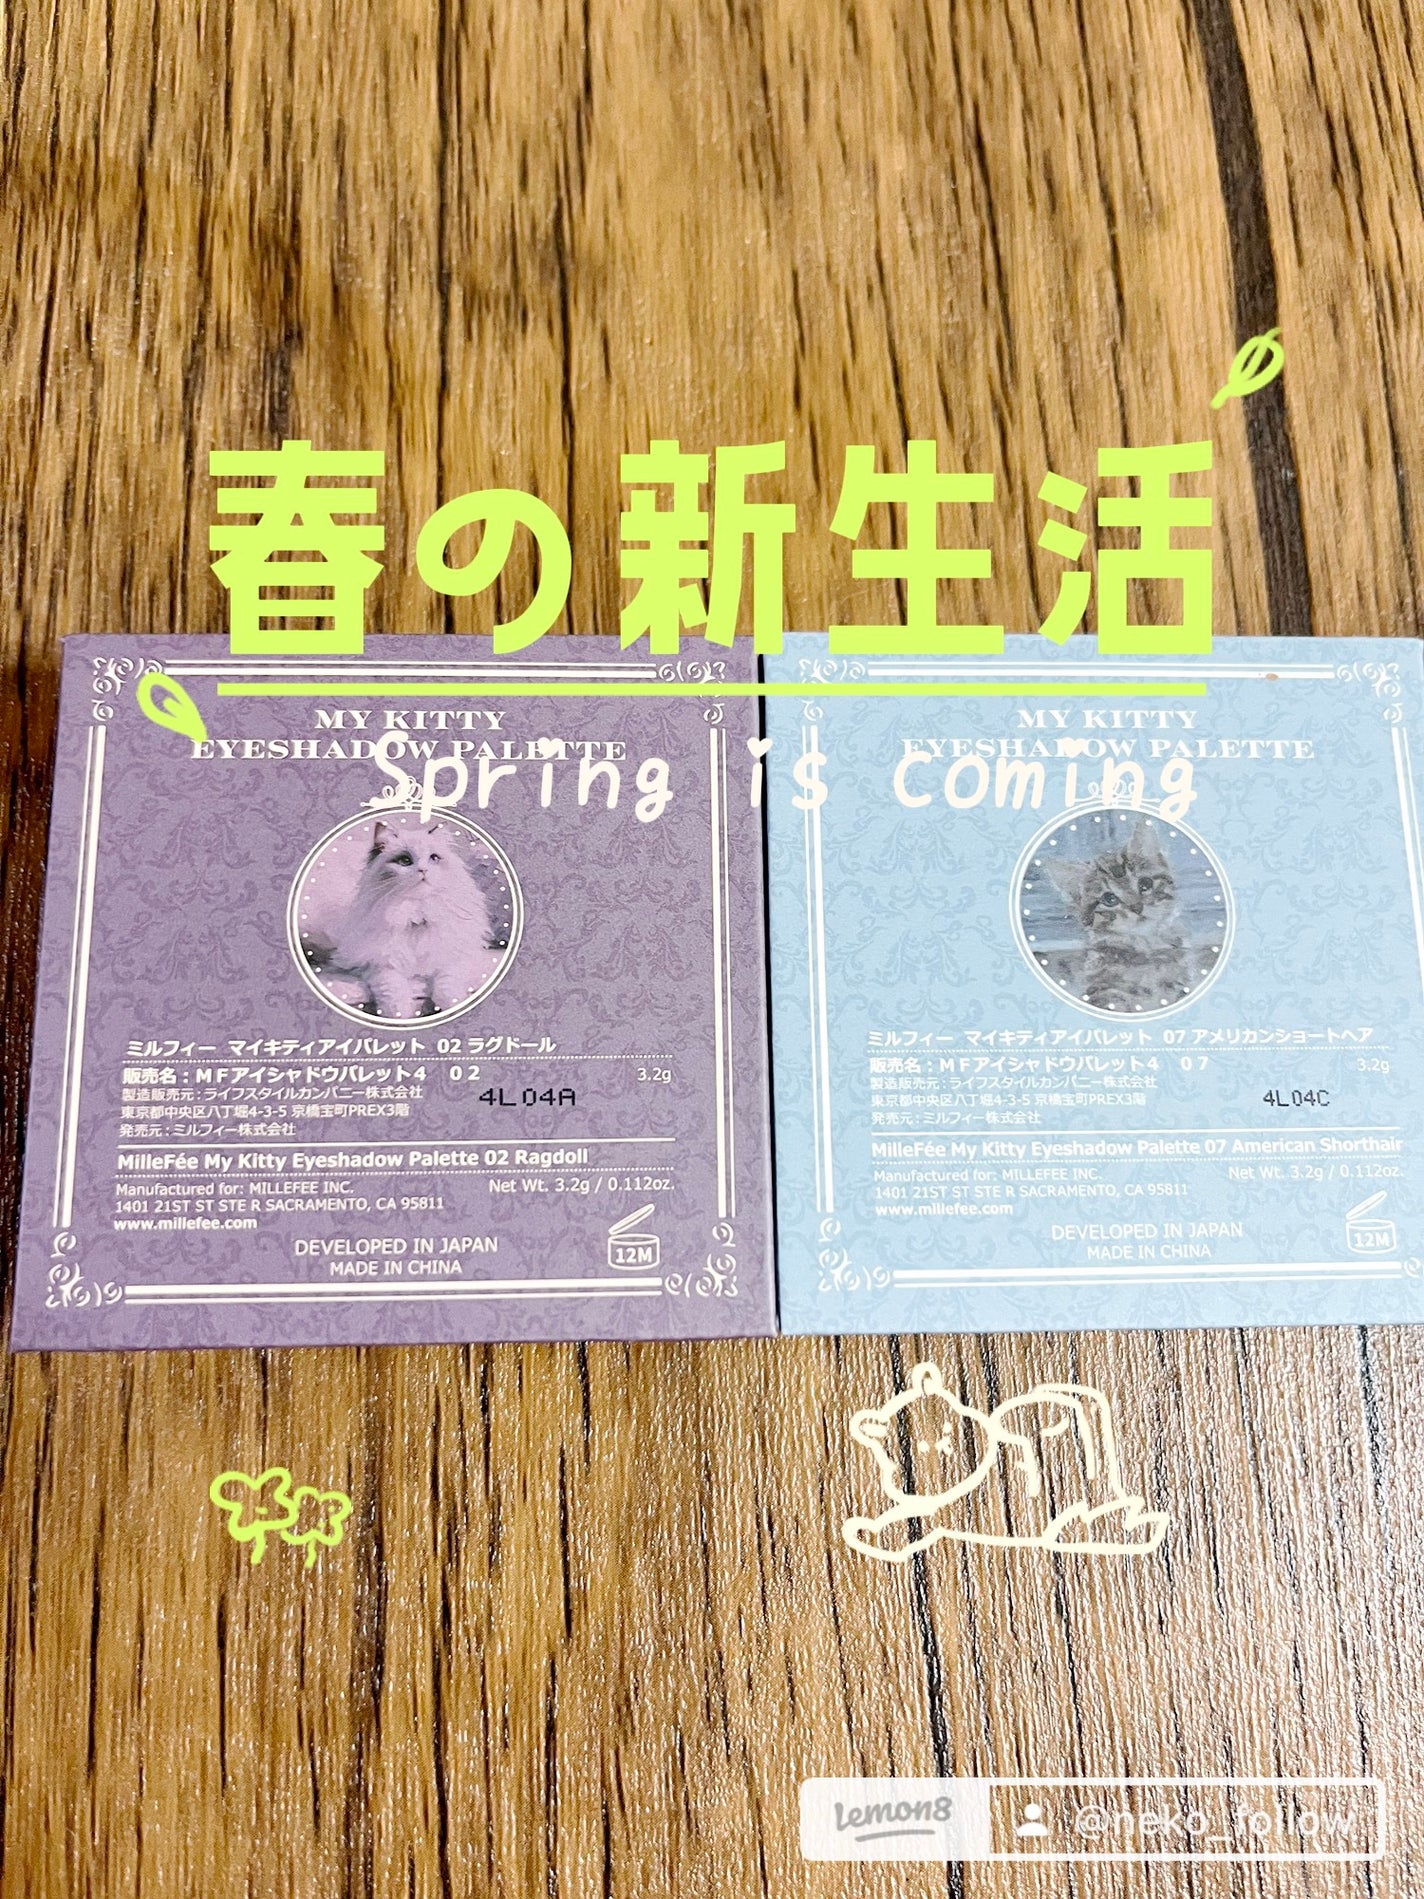 春の新生活
Spring is coming
MY KITTY
EYESHADOW PALETTE
ミルフィー マイキティアイパレット 02 ラグドール
販売名：ＭＦアイシャドウパレット４ ０２
3.2g
製造販売元：ライフスタイルカンパニー株式会社
東京都中央区八丁堀4-3-5 京橋宝町PREX3階
発売元：ミルフィー株式会社
4L04A
MilleFée My Kitty Eyeshadow Palette 02 Ragdoll
Manufactured for: MILLEFEE INC.
Net Wt. 3.2g / 0.112oz.
1401 21ST ST STE R SACRAMENTO, CA 95811
www.millefee.com
DEVELOPED IN JAPAN
MADE IN CHINA
12M
MY KITTY
EYESHADOW PALETTE
ミルフィー マイキティアイパレット 07 アメリカンショートヘア
販売名：ＭＦアイシャドウパレット４ ０７
3.2g
製造販売元：ライフスタイルカンパニー株式会社
東京都中央区八丁堀4-3-5 京橋宝町PREX3階
発売元：ミルフィー株式会社
4L04C
MilleFée My Kitty Eyeshadow Palette 07 American Shorthair
Manufactured for: MILLEFEE INC.
Net Wt. 3.2g / 0.112oz.
1401 21ST ST STE R SACRAMENTO, CA 95811
www.millefee.com
DEVELOPED IN JAPAN
MADE IN CHINA
12M
lemon8
@neko_follow